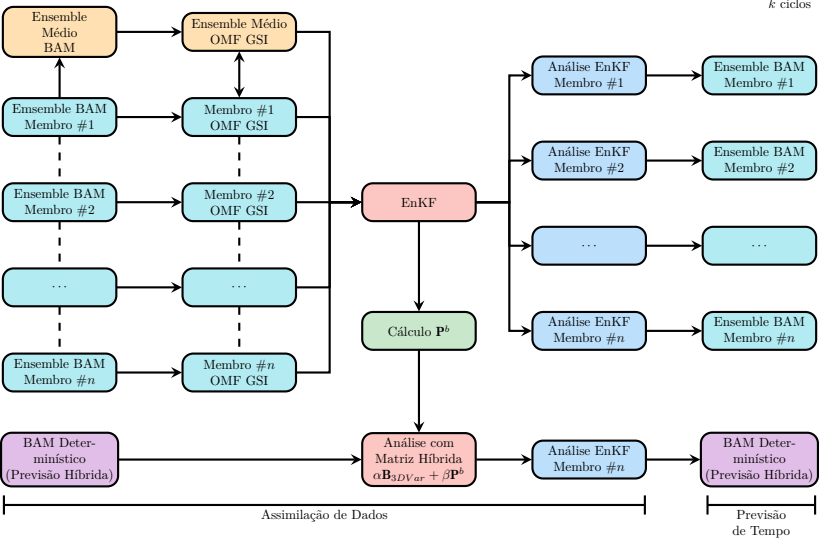 k ciclos
Ensemble
Médio
BAM
Ensemble Médio
OMF GSI
Emsemble BAM
Membro #1
Membro #1
OMF GSI
Ensemble BAM
Membro #2
Membro #2
OMF GSI
...
...
Ensemble BAM
Membro #n
Membro #n
OMF GSI
EnKF
Cálculo P^b
Análise EnKF
Membro #1
Ensemble BAM
Membro #1
Análise EnKF
Membro #2
Ensemble BAM
Membro #2
...
...
Análise EnKF
Membro #n
Ensemble BAM
Membro #n
BAM Deter-
minístico
(Previsão Híbrida)
Análise com
Matriz Híbrida
αB_{3DVar} + βP^b
Análise EnKF
Membro #n
BAM Deter-
minístico
(Previsão Híbrida)
Assimilação de Dados
Previsão
de Tempo